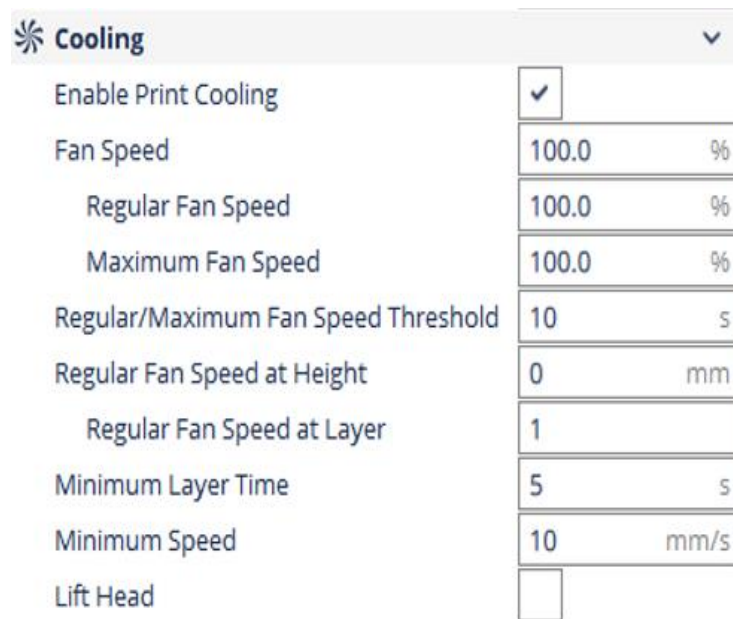 Cooling
Enable Print Cooling
Fan Speed 100.0 %
Regular Fan Speed 100.0 %
Maximum Fan Speed 100.0 %
Regular/Maximum Fan Speed Threshold 10 s
Regular Fan Speed at Height 0 mm
Regular Fan Speed at Layer 1
Minimum Layer Time 5 s
Minimum Speed 10 mm/s
Lift Head